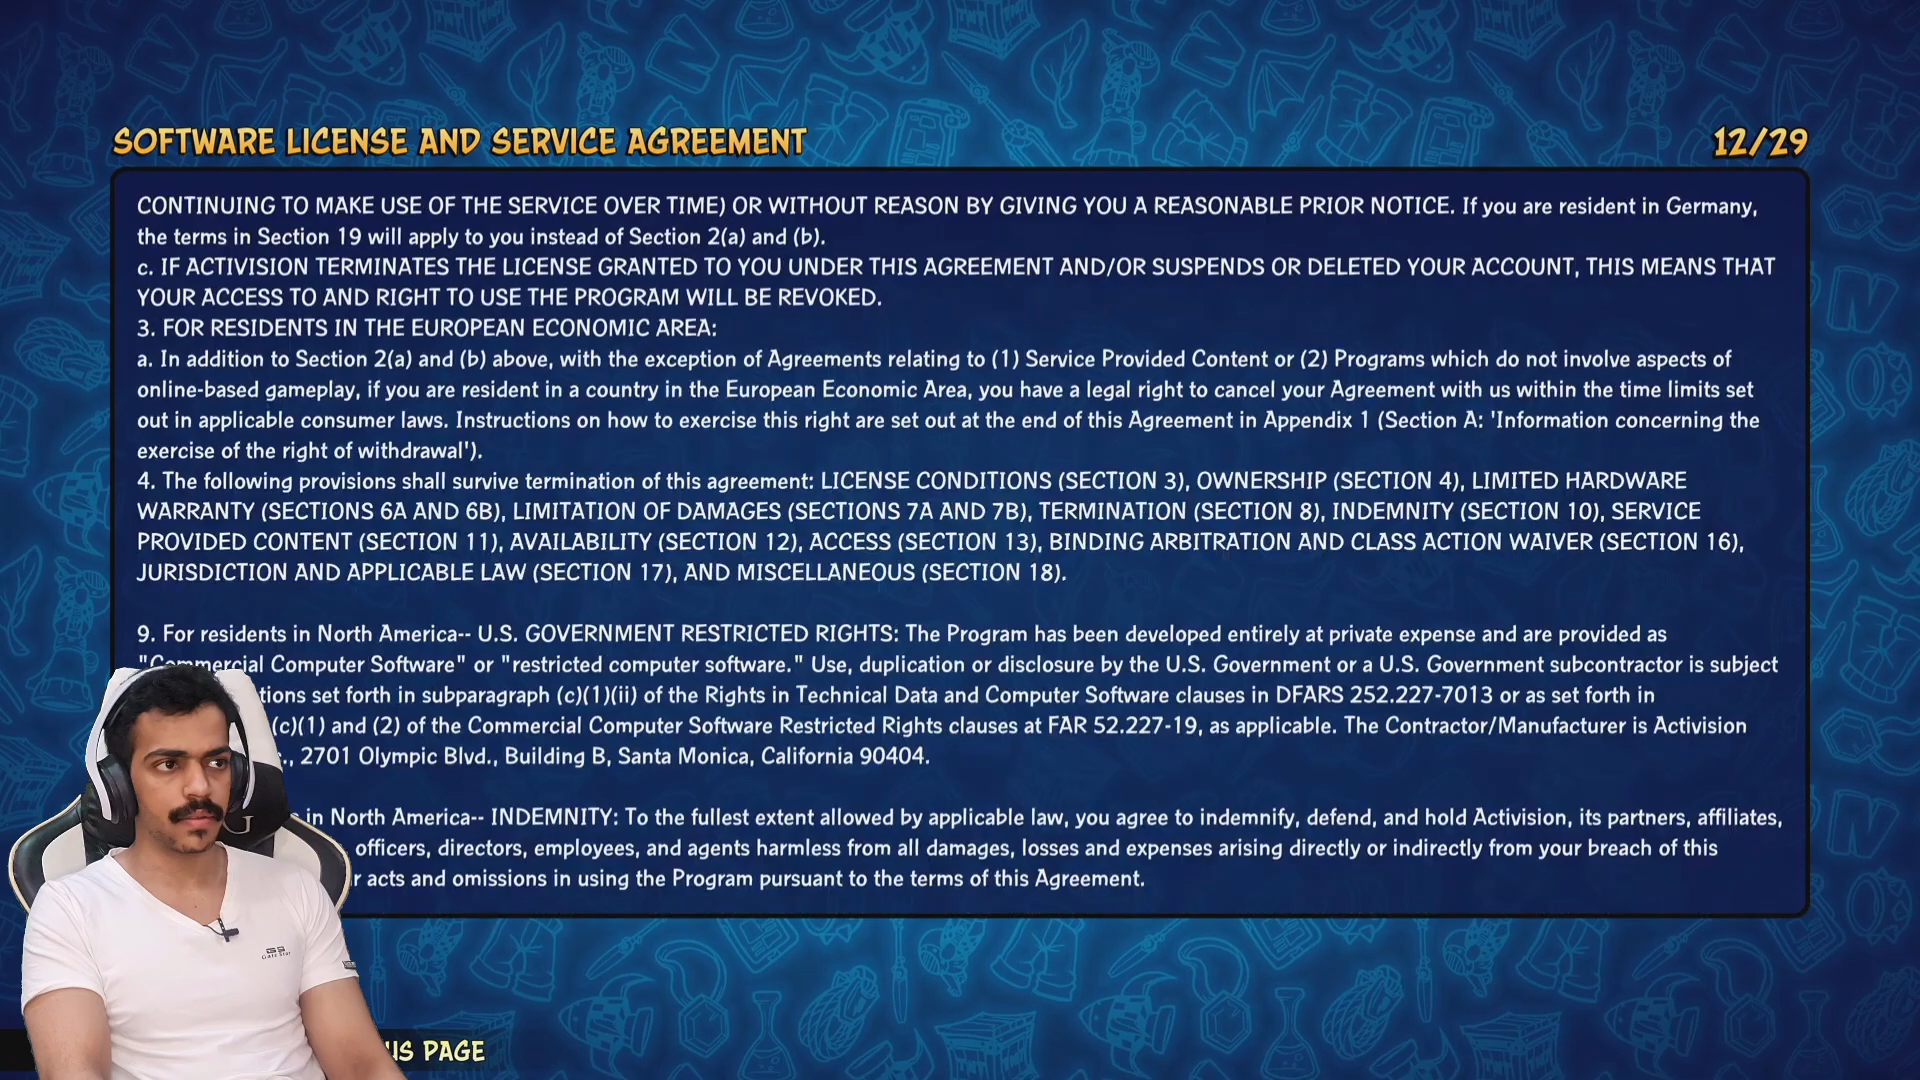 SOFTWARE LICENSE AND SERVICE AGREEMENT
12/29
CONTINUING TO MAKE USE OF THE SERVICE OVER TIME) OR WITHOUT REASON BY GIVING YOU A REASONABLE PRIOR NOTICE. If you are resident in Germany,
the terms in Section 19 will apply to you instead of Section 2(a) and (b).
c. IF ACTIVISION TERMINATES THE LICENSE GRANTED TO YOU UNDER THIS AGREEMENT AND/OR SUSPENDS OR DELETED YOUR ACCOUNT, THIS MEANS THAT
YOUR ACCESS TO AND RIGHT TO USE THE PROGRAM WILL BE REVOKED.
3. FOR RESIDENTS IN THE EUROPEAN ECONOMIC AREA:
a. In addition to Section 2(a) and (b) above, with the exception of Agreements relating to (1) Service Provided Content or (2) Programs which do not involve aspects of
online-based gameplay, if you are resident in a country in the European Economic Area, you have a legal right to cancel your Agreement with us within the time limits set
out in applicable consumer laws. Instructions on how to exercise this right are set out at the end of this Agreement in Appendix 1 (Section A: 'Information concerning the
exercise of the right of withdrawal').
4. The following provisions shall survive termination of this agreement: LICENSE CONDITIONS (SECTION 3), OWNERSHIP (SECTION 4), LIMITED HARDWARE
WARRANTY (SECTIONS 6A AND 6B), LIMITATION OF DAMAGES (SECTIONS 7A AND 7B), TERMINATION (SECTION 8), INDEMNITY (SECTION 10), SERVICE
PROVIDED CONTENT (SECTION 11), AVAILABILITY (SECTION 12), ACCESS (SECTION 13), BINDING ARBITRATION AND CLASS ACTION WAIVER (SECTION 16),
JURISDICTION AND APPLICABLE LAW (SECTION 17), AND MISCELLANEOUS (SECTION 18).
9. For residents in North America-- U.S. GOVERNMENT RESTRICTED RIGHTS: The Program has been developed entirely at private expense and are provided as
"Commercial Computer Software" or "restricted computer software." Use, duplication or disclosure by the U.S. Government or a U.S. Government subcontractor is subject
tions set forth in subparagraph (c)(1)(ii) of the Rights in Technical Data and Computer Software clauses in DFARS 252.227-7013 or as set forth in
(c)(1) and (2) of the Commercial Computer Software Restricted Rights clauses at FAR 52.227-19, as applicable. The Contractor/Manufacturer is Activision
., 2701 Olympic Blvd., Building B, Santa Monica, California 90404.
in North America-- INDEMNITY: To the fullest extent allowed by applicable law, you agree to indemnify, defend, and hold Activision, its partners, affiliates,
officers, directors, employees, and agents harmless from all damages, losses and expenses arising directly or indirectly from your breach of this
r acts and omissions in using the Program pursuant to the terms of this Agreement.
US PAGE